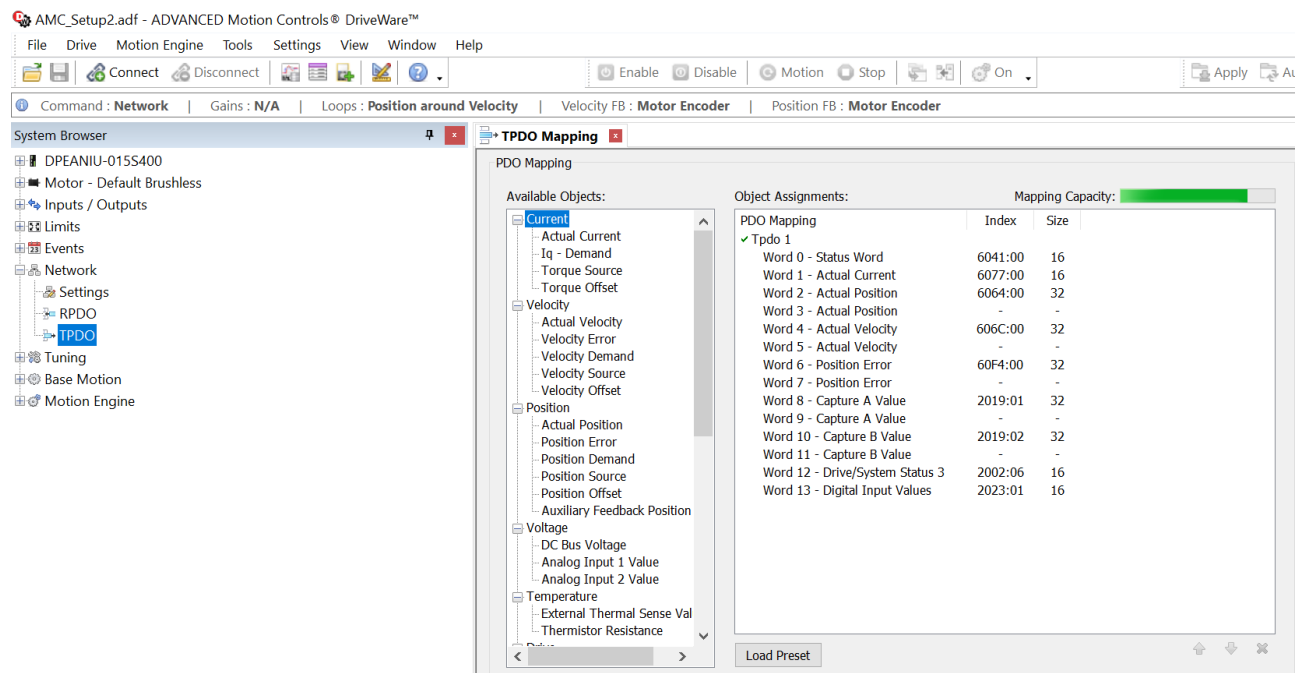 AMC_Setup2.adf - ADVANCED Motion Controls® DriveWare™
File Drive Motion Engine Tools Settings View Window Help
Connect Disconnect Enable Disable Motion Stop On Apply Au
Command : Network | Gains : N/A | Loops : Position around Velocity | Velocity FB : Motor Encoder | Position FB : Motor Encoder
System Browser
DPEANIU-015S400
Motor - Default Brushless
Inputs / Outputs
Limits
Events
Network
Settings
RPDO
TPDO
Tuning
Base Motion
Motion Engine
TPDO Mapping
PDO Mapping
Available Objects:
Current
Actual Current
Iq - Demand
Torque Source
Torque Offset
Velocity
Actual Velocity
Velocity Error
Velocity Demand
Velocity Source
Velocity Offset
Position
Actual Position
Position Error
Position Demand
Position Source
Position Offset
Auxiliary Feedback Position
Voltage
DC Bus Voltage
Analog Input 1 Value
Analog Input 2 Value
Temperature
External Thermal Sense Val
Thermistor Resistance
Object Assignments: Mapping Capacity:
PDO Mapping Index Size
Tpdo 1
Word 0 - Status Word 6041:00 16
Word 1 - Actual Current 6077:00 16
Word 2 - Actual Position 6064:00 32
Word 3 - Actual Position - -
Word 4 - Actual Velocity 606C:00 32
Word 5 - Actual Velocity - -
Word 6 - Position Error 60F4:00 32
Word 7 - Position Error - -
Word 8 - Capture A Value 2019:01 32
Word 9 - Capture A Value - -
Word 10 - Capture B Value 2019:02 32
Word 11 - Capture B Value - -
Word 12 - Drive/System Status 3 2002:06 16
Word 13 - Digital Input Values 2023:01 16
Load Preset